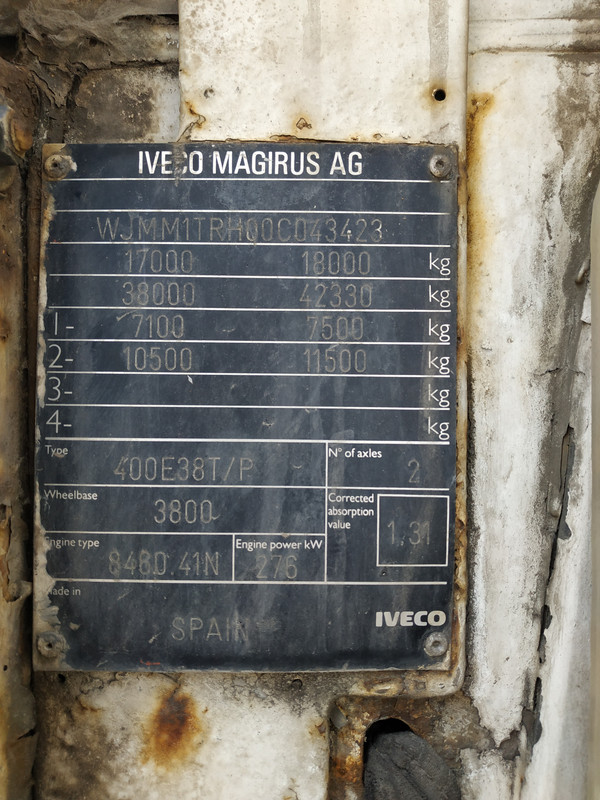 IVECO MAGIRUS AG
WJMM1TRH00C043423
17000 18000 kg
38000 42330 kg
1- 7100 7500 kg
2- 10500 11500 kg
3- kg
4- kg
Type 400E38T/P N° of axles 2
Wheelbase 3800 Corrected absorption value 1,31
Engine type 8480.41N Engine power kW 276
Made in SPAIN IVECO